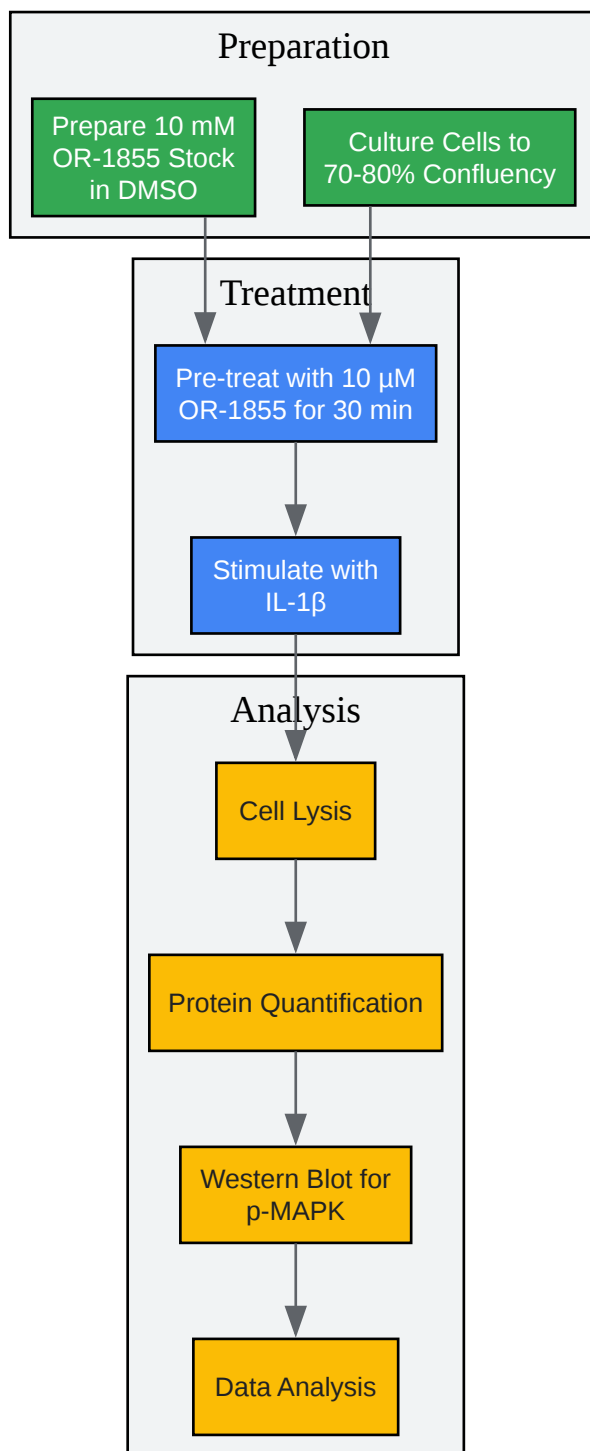 Preparation
Prepare 10 mM
OR-1855 Stock
in DMSO
Culture Cells to
70-80% Confluency
Treatment
Pre-treat with 10 µM
OR-1855 for 30 min
Stimulate with
IL-1β
Analysis
Cell Lysis
Protein Quantification
Western Blot for
p-MAPK
Data Analysis